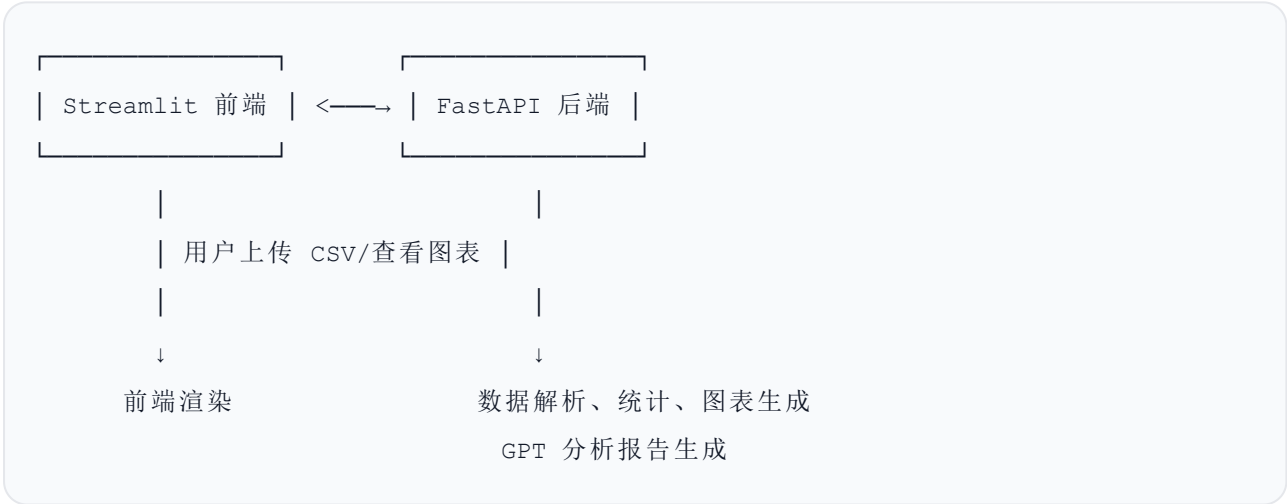 Streamlit 前端 <──→ FastAPI 后端
用户上传 CSV/查看图表
↓ ↓
前端渲染 数据解析、统计、图表生成
GPT 分析报告生成